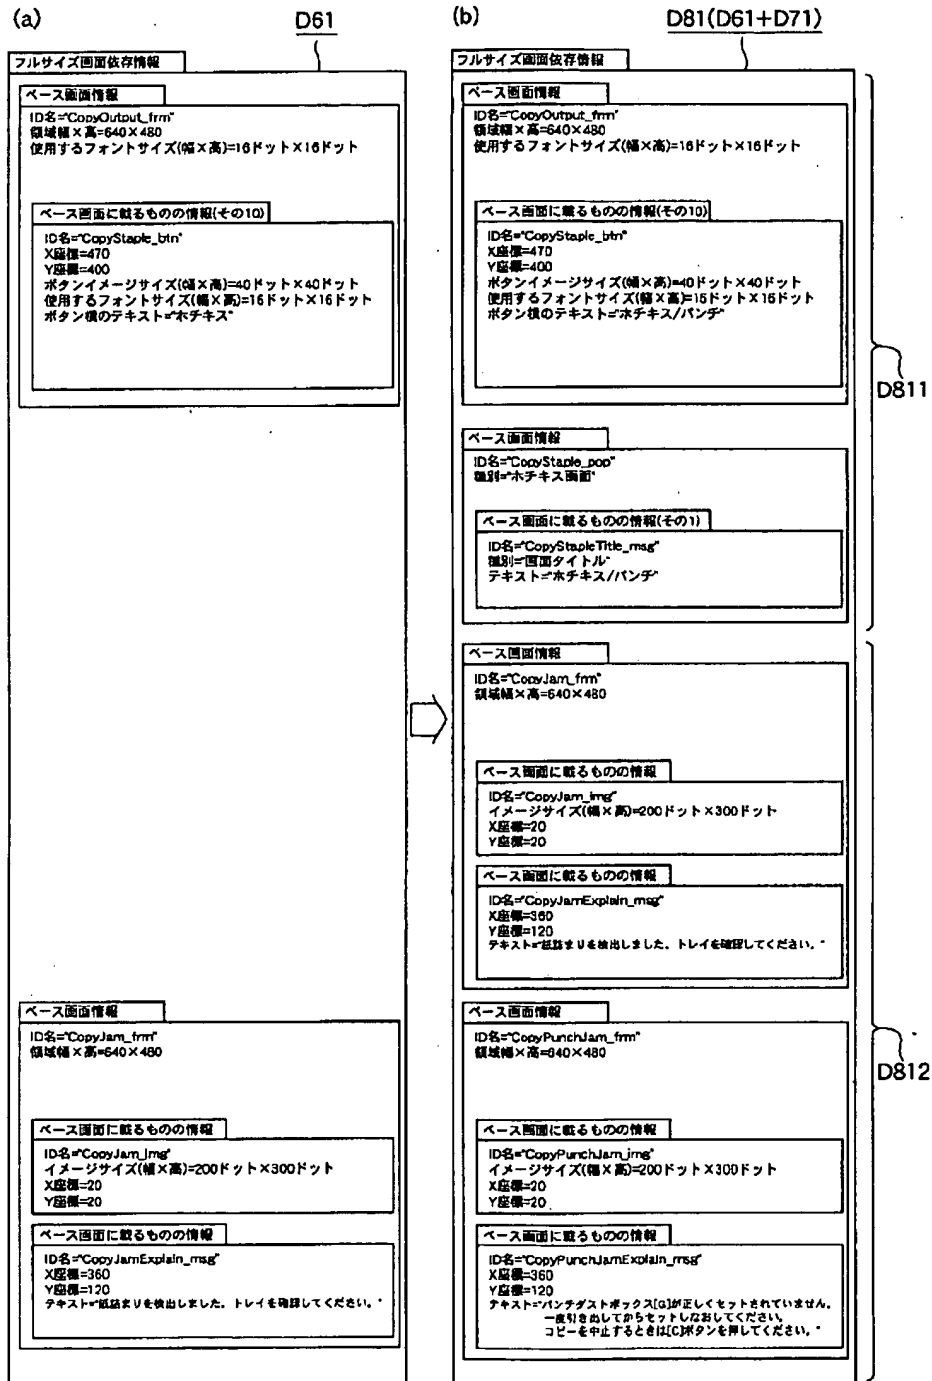 (a)
D61
フルサイズ画面依存情報
ベース画面情報
ID名="CopyOutput_frm"
領域幅×高=640×480
使用するフォントサイズ(幅×高)=16ドット×16ドット
ベース画面に載るものの情報(その10)
ID名="CopyStaple_btn"
X座標=470
Y座標=400
ボタンイメージサイズ(幅×高)=40ドット×40ドット
使用するフォントサイズ(幅×高)=16ドット×16ドット
ボタン横のテキスト="ホチキス"
ベース画面情報
ID名="CopyJam_frm"
領域幅×高=640×480
ベース画面に載るものの情報
ID名="CopyJam_img"
イメージサイズ(幅×高)=200ドット×300ドット
X座標=20
Y座標=20
ベース画面に載るものの情報
ID名="CopyJamExplain_msg"
X座標=360
Y座標=120
テキスト="紙詰まりを検出しました。トレイを確認してください。"
(b)
D81(D61+D71)
フルサイズ画面依存情報
ベース画面情報
ID名="CopyOutput_frm"
領域幅×高=640×480
使用するフォントサイズ(幅×高)=16ドット×16ドット
ベース画面に載るものの情報(その10)
ID名="CopyStaple_btn"
X座標=470
Y座標=400
ボタンイメージサイズ(幅×高)=40ドット×40ドット
使用するフォントサイズ(幅×高)=16ドット×16ドット
ボタン横のテキスト="ホチキス/パンチ"
ベース画面情報
ID名="CopyStaple_pop"
種別="ホチキス画面"
ベース画面に載るものの情報(その1)
ID名="CopyStapleTitle_msg"
種別="画面タイトル"
テキスト="ホチキス/パンチ"
D811
ベース画面情報
ID名="CopyJam_frm"
領域幅×高=640×480
ベース画面に載るものの情報
ID名="CopyJam_img"
イメージサイズ(幅×高)=200ドット×300ドット
X座標=20
Y座標=20
ベース画面に載るものの情報
ID名="CopyJamExplain_msg"
X座標=360
Y座標=120
テキスト="紙詰まりを検出しました。トレイを確認してください。"
ベース画面情報
ID名="CopyPunchJam_frm"
領域幅×高=640×480
ベース画面に載るものの情報
ID名="CopyPunchJam_img"
イメージサイズ(幅×高)=200ドット×300ドット
X座標=20
Y座標=20
ベース画面に載るものの情報
ID名="CopyPunchJamExplain_msg"
X座標=360
Y座標=120
テキスト="パンチダストボックス[G]が正しくセットされていません。
一度引き出してからセットしなおしてください。
コピーを中止するときは[C]ボタンを押してください。"
D812